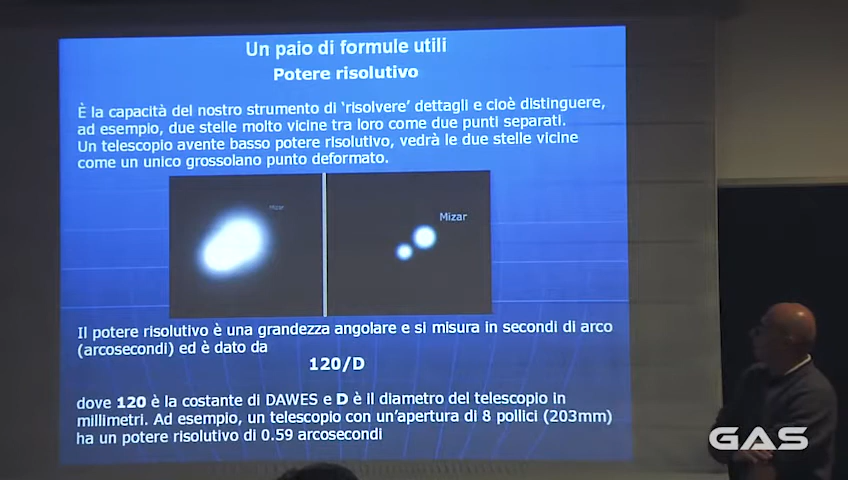 Un paio di formule utili
Potere risolutivo
È la capacità del nostro strumento di ‘risolvere’ dettagli e cioè distinguere,
ad esempio, due stelle molto vicine tra loro come due punti separati.
Un telescopio avente basso potere risolutivo, vedrà le due stelle vicine
come un unico grossolano punto deformato.
Mizar
Mizar
Il potere risolutivo è una grandezza angolare e si misura in secondi di arco
(arcosecondi) ed è dato da
120/D
dove 120 è la costante di DAWES e D è il diametro del telescopio in
millimetri. Ad esempio, un telescopio con un’apertura di 8 pollici (203mm)
ha un potere risolutivo di 0.59 arcosecondi
GAS